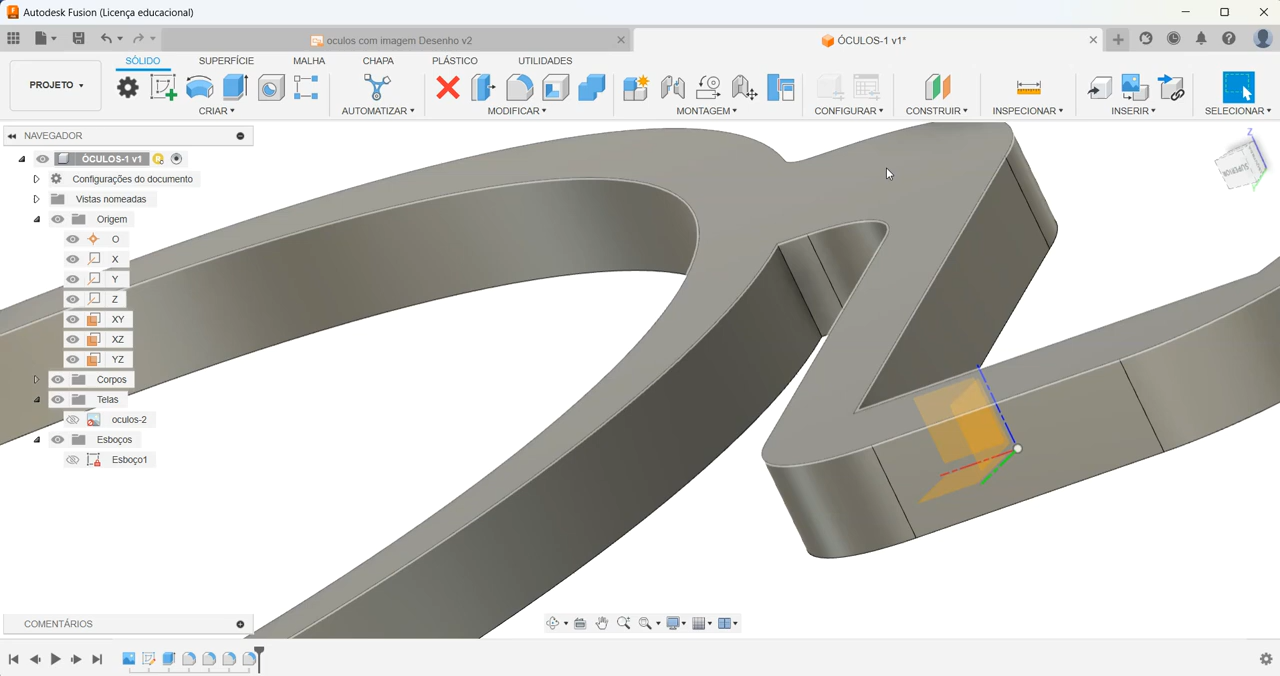 Autodesk Fusion (Licença educacional)
oculos com imagem Desenho v2
ÓCULOS-1 v1*
PROJETO
SÓLIDO SUPERFÍCIE MALHA CHAPA PLÁSTICO UTILIDADES
CRIAR AUTOMATIZAR MODIFICAR MONTAGEM CONFIGURAR CONSTRUIR INSPECIONAR INSERIR SELECIONAR
NAVEGADOR
ÓCULOS-1 v1
Configurações do documento
Vistas nomeadas
Origem
O
X
Y
Z
XY
XZ
YZ
Corpos
Telas
oculos-2
Esboços
Esboço1
Z
SUPERIOR
COMENTÁRIOS